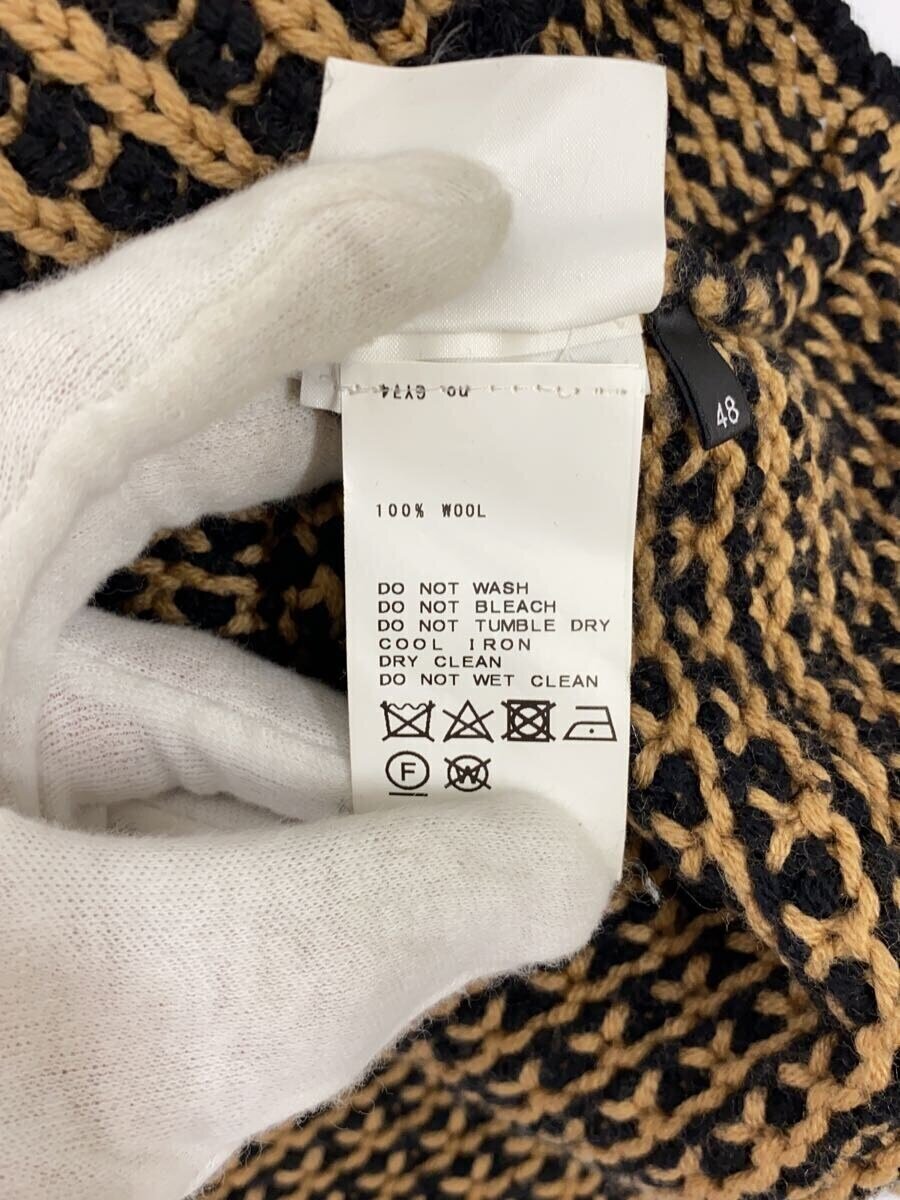 no GY74
48
100% WOOL
DO NOT WASH
DO NOT BLEACH
DO NOT TUMBLE DRY
COOL IRON
DRY CLEAN
DO NOT WET CLEAN
F W